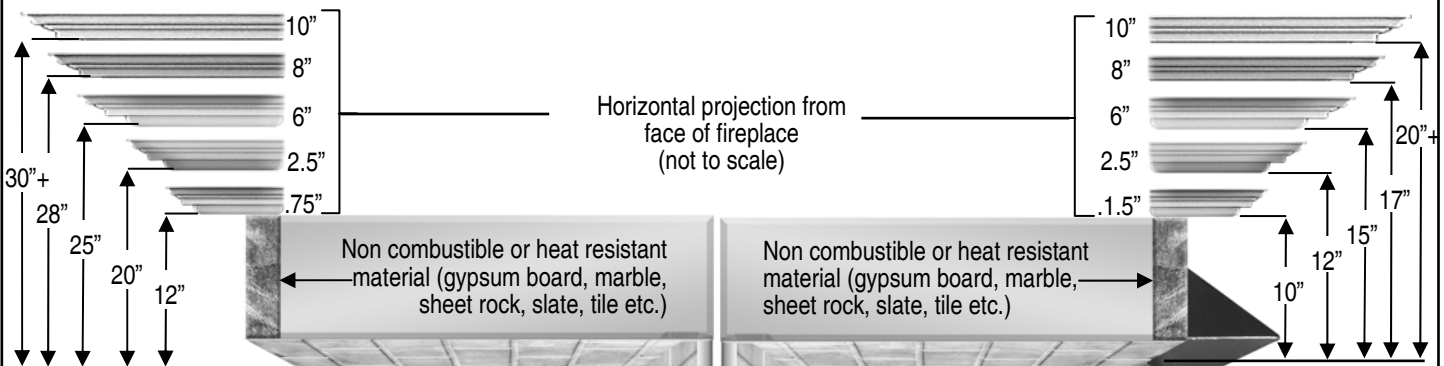 10”
8”
6”
2.5”
.75”
30”+
28”
25”
20”
12”
Horizontal projection from
face of fireplace
(not to scale)
10”
8”
6”
2.5”
.1.5”
20”+
17”
15”
12”
10”
Non combustible or heat resistant
material (gypsum board, marble,
sheet rock, slate, tile etc.)
Non combustible or heat resistant
material (gypsum board, marble,
sheet rock, slate, tile etc.)